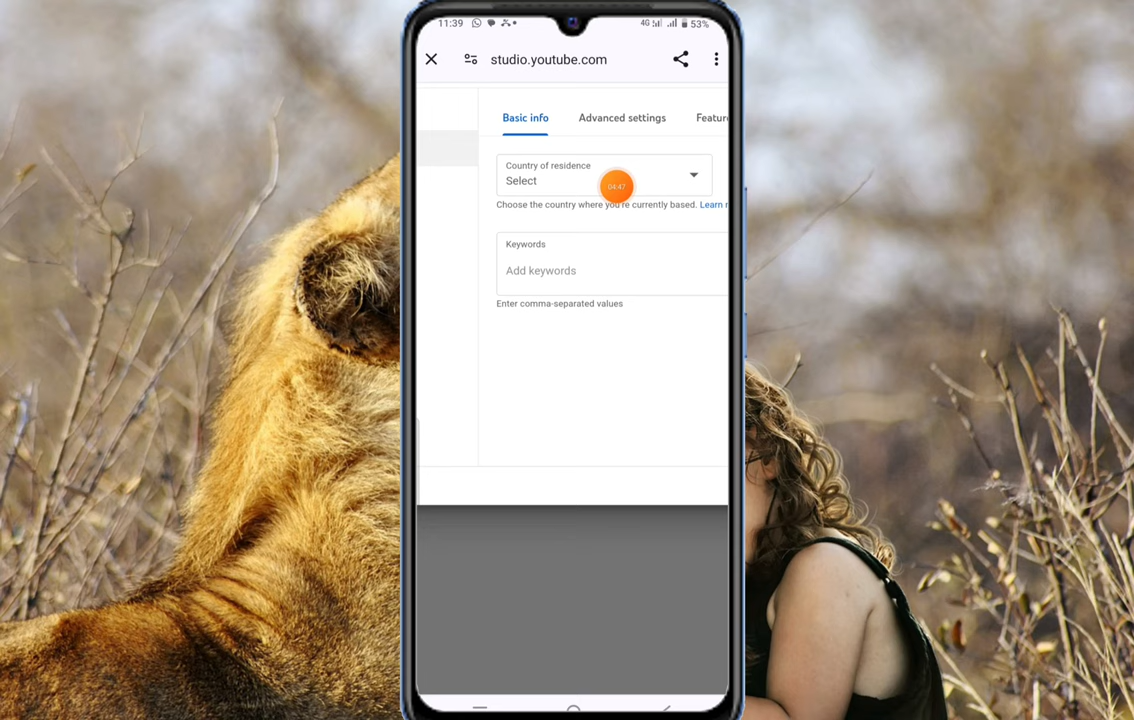 11:39
4G
53%
studio.youtube.com
Basic info Advanced settings Featur
Country of residence
Select
04:47
Choose the country where you're currently based. Learn
Keywords
Add keywords
Enter comma-separated values